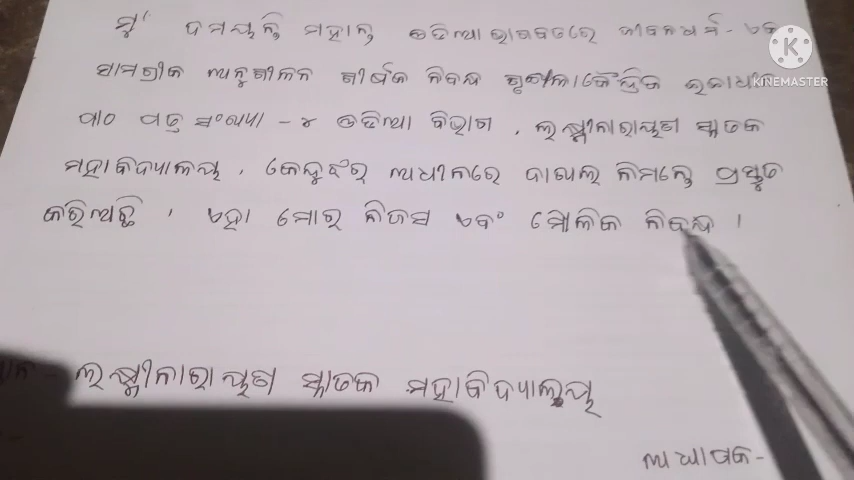 ମୁଁ ଦମୟନ୍ତି ମହାନ୍ତ ଓଡିଆ ଭାଗବତରେ ଜୀବନଧର୍ମ - ଏକ
KINEMASTER
ସାମଗ୍ରୀକ ଅନୁଶୀଳନ ଶୀର୍ଷକ ନିବନ୍ଧ
ପାଠ ପତ୍ର ସଂଖ୍ୟା - ୪ ଓଡିଆ ବିଭାଗ , ଲକ୍ଷ୍ମୀନାରାୟଣ ସ୍ନାତକ
ମହାବିଦ୍ୟାଳୟ , କେନ୍ଦୁଝର ଅଧୀନରେ ଦାଖଲ ନିମନ୍ତେ ପ୍ରସ୍ତୁତ
କରିଅଛି । ଏହା ମୋର ନିଜସ୍ୱ ଏବଂ ମୌଳିକ ନିବନ୍ଧ ।
ଲକ୍ଷ୍ମୀନାରାୟଣ ସ୍ନାତକ ମହାବିଦ୍ୟାଳୟ
ଅଧାପକ -